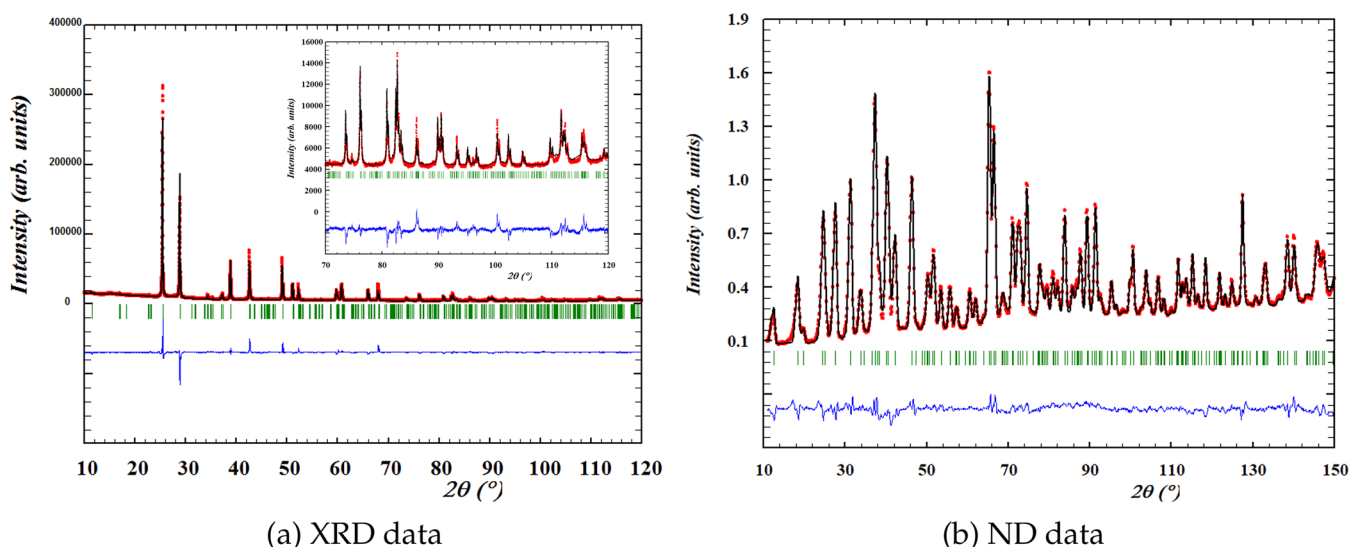 400000
300000
200000
100000
0
Intensity (arb. units)
10 20 30 40 50 60 70 80 90 100 110 120
2θ (°)
16000
14000
12000
10000
8000
6000
4000
2000
0
Intensity (arb. units)
70 80 90 100 110 120
2θ (°)
(a) XRD data
1.9
1.6
1.3
1.0
0.7
0.4
0.1
Intensity (arb. units)
10 30 50 70 90 110 130 150
2θ (°)
(b) ND data